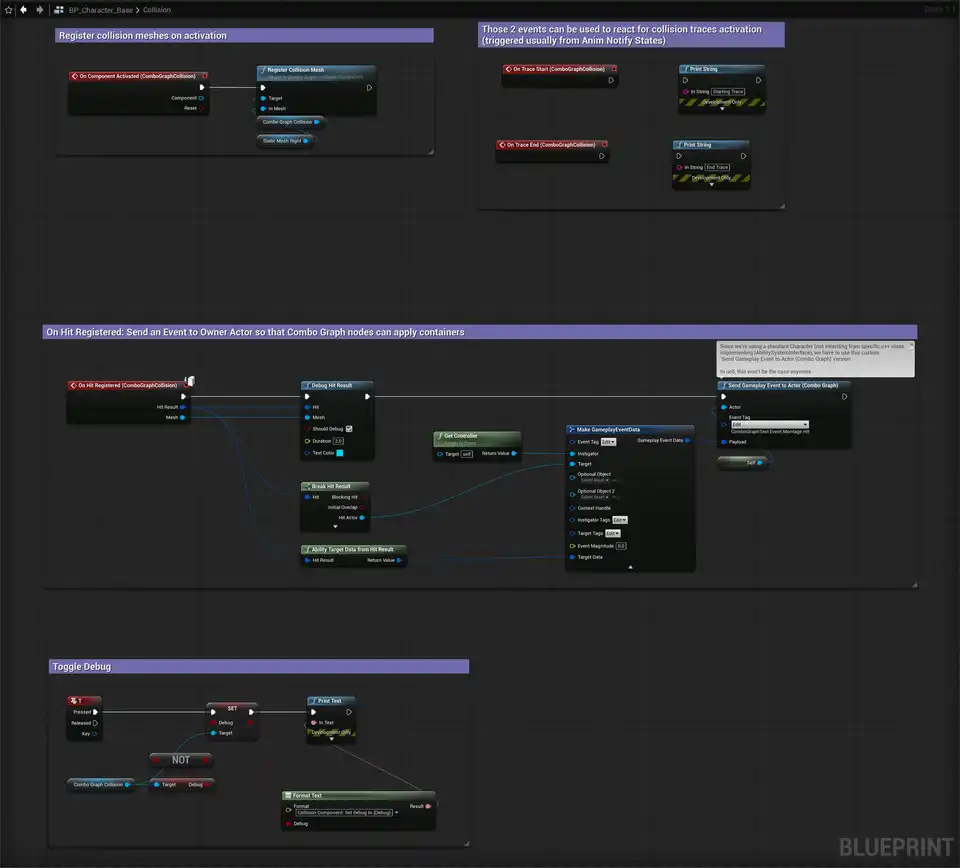 BP_Character_Base > Collision
Zoom 1:1
Register collision meshes on activation
On Component Activated (ComboGraphCollision)
Component
Reset
Register Collision Mesh
Target
In Mesh
Combo Graph Collision
Static Mesh Right
Those 2 events can be used to react for collision traces activation
(triggered usually from Anim Notify States)
On Trace Start (ComboGraphCollision)
Print String
In String Starting Trace
Development Only
On Trace End (ComboGraphCollision)
Print String
In String End Trace
Development Only
On Hit Registered: Send an Event to Owner Actor so that Combo Graph nodes can apply containers
Since we're using a standard Character (not inheriting from specific c++ class
implementing IAbilitySystemInterface), we have to use this custom
`Send Gameplay Event to Actor (Combo Graph)` version
In ue5, this won't be the case anymore
On Hit Registered (ComboGraphCollision)
Hit Result
Mesh
Debug Hit Result
Hit
Mesh
Should Debug
Duration 2,0
Text Color
Break Hit Result
Hit
Blocking Hit
Initial Overlap
Hit Actor
Ability Target Data from Hit Result
Hit Result
Return Value
Get Controller
Target self
Return Value
Make GameplayEventData
Event Tag Edit
Gameplay Event Data
Instigator
Target
Optional Object
Select Asset
Optional Object 2
Select Asset
Context Handle
Instigator Tags Edit
Target Tags Edit
Event Magnitude 0,0
Target Data
Send Gameplay Event to Actor (Combo Graph)
Actor
Event Tag
Edit
ComboGraphTest.Event.Montage.Hit
Payload
Self
Toggle Debug
T
Pressed
Released
Key
SET
Debug
Target
NOT
Combo Graph Collision
Target
Debug
Print Text
In Text
Development Only
Format Text
Format
Collision Component: Set debug to {Debug}
Result
Debug
BLUEPRINT